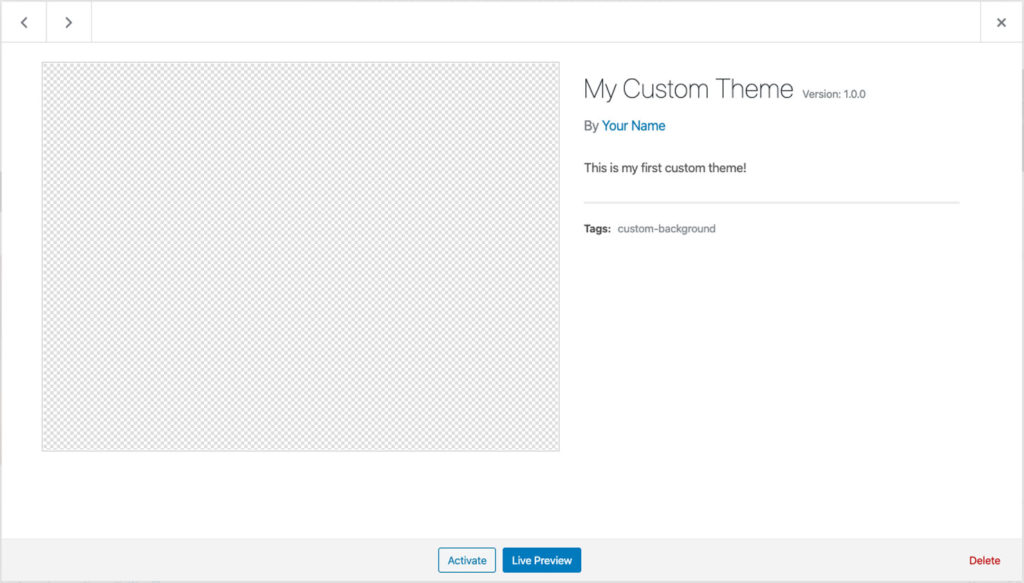 My Custom Theme Version: 1.0.0
By Your Name
This is my first custom theme!
Tags: custom-background
Activate Live Preview Delete